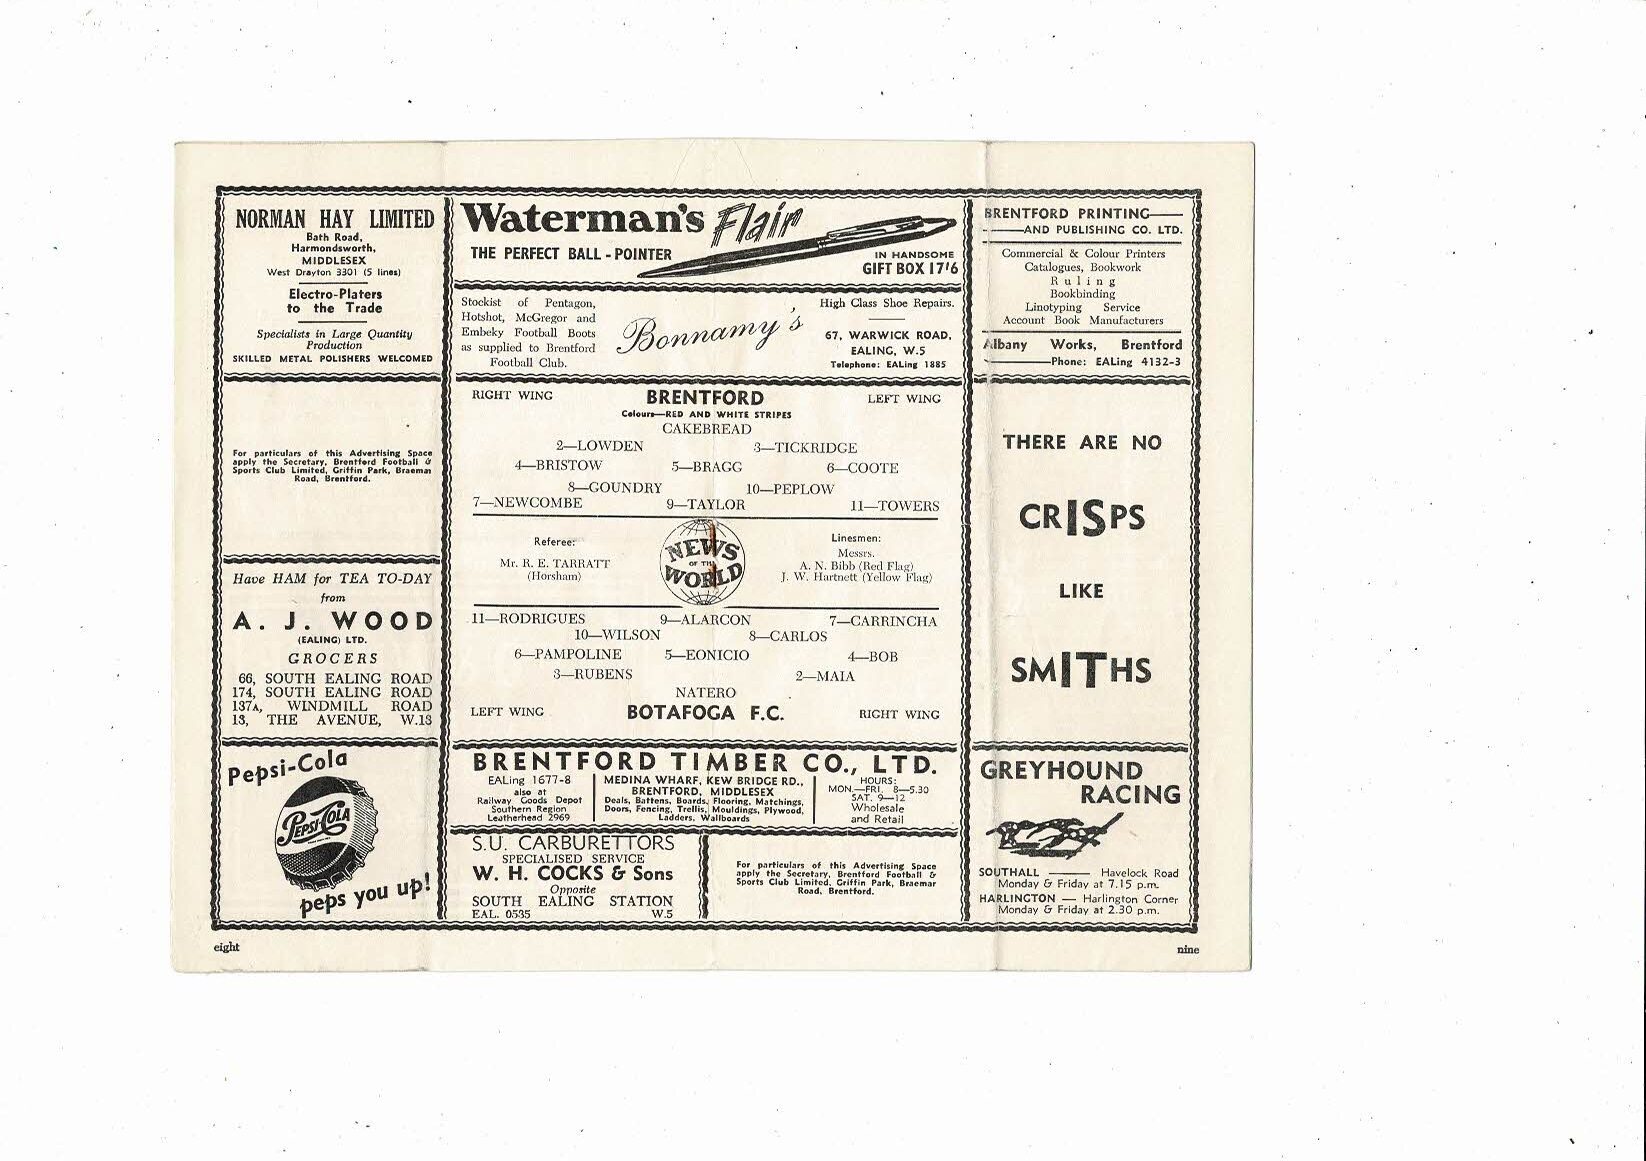 NORMAN HAY LIMITED
Bath Road,
Harmondsworth,
MIDDLESEX
West Drayton 3301 (5 lines)
Electro-Platers
to the Trade
Specialists in Large Quantity
Production
SKILLED METAL POLISHERS WELCOMED
For particulars of this Advertising Space
apply the Secretary, Brentford Football &
Sports Club Limited, Griffin Park, Braemar
Road, Brentford.
Have HAM for TEA TO-DAY
from
A. J. WOOD
(EALING) LTD.
GROCERS
66, SOUTH EALING ROAD
174, SOUTH EALING ROAD
137A, WINDMILL ROAD
13, THE AVENUE, W.13
Pepsi-Cola
PEPSI-COLA
peps you up!
Waterman's Flair
THE PERFECT BALL - POINTER
IN HANDSOME
GIFT BOX 17'6
Stockist of Pentagon,
Hotshot, McGregor and
Embeky Football Boots
as supplied to Brentford
Football Club.
Bonnamy's
High Class Shoe Repairs.
67, WARWICK ROAD,
EALING, W.5
Telephone: EALing 1885
RIGHT WING BRENTFORD LEFT WING
Colours—RED AND WHITE STRIPES
CAKEBREAD
2—LOWDEN 3—TICKRIDGE
4—BRISTOW 5—BRAGG 6—COOTE
8—GOUNDRY 10—PEPLOW
7—NEWCOMBE 9—TAYLOR 11—TOWERS
Referee:
Mr. R. E. TARRATT
(Horsham)
NEWS
OF THE
WORLD
Linesmen:
Messrs.
A. N. Bibb (Red Flag)
J. W. Hartnett (Yellow Flag)
11—RODRIGUES 9—ALARCON 7—CARRINCHA
10—WILSON 8—CARLOS
6—PAMPOLINE 5—EONICIO 4—BOB
3—RUBENS 2—MAIA
NATERO
LEFT WING BOTAFOGA F.C. RIGHT WING
BRENTFORD TIMBER CO., LTD.
EALing 1677-8
also at
Railway Goods Depot
Southern Region
Leatherhead 2969
MEDINA WHARF, KEW BRIDGE RD.,
BRENTFORD, MIDDLESEX
Deals, Battens, Boards, Flooring, Matchings,
Doors, Fencing, Trellis, Mouldings, Plywood,
Ladders, Wallboards
HOURS:
MON.—FRI. 8—5.30
SAT. 9—12
Wholesale
and Retail
S.U. CARBURETTORS
SPECIALISED SERVICE
W. H. COCKS & Sons
Opposite
SOUTH EALING STATION
EAL. 0535 W.5
For particulars of this Advertising Space
apply the Secretary, Brentford Football &
Sports Club Limited, Griffin Park, Braemar
Road, Brentford.
BRENTFORD PRINTING
AND PUBLISHING CO. LTD.
Commercial & Colour Printers
Catalogues, Bookwork
Ruling
Bookbinding
Linotyping Service
Account Book Manufacturers
Albany Works, Brentford
Phone: EALing 4132-3
THERE ARE NO
CRISPS
LIKE
SMITHS
GREYHOUND
RACING
SOUTHALL — Havelock Road
Monday & Friday at 7.15 p.m.
HARLINGTON — Harlington Corner
Monday & Friday at 2.30 p.m.
eight
nine